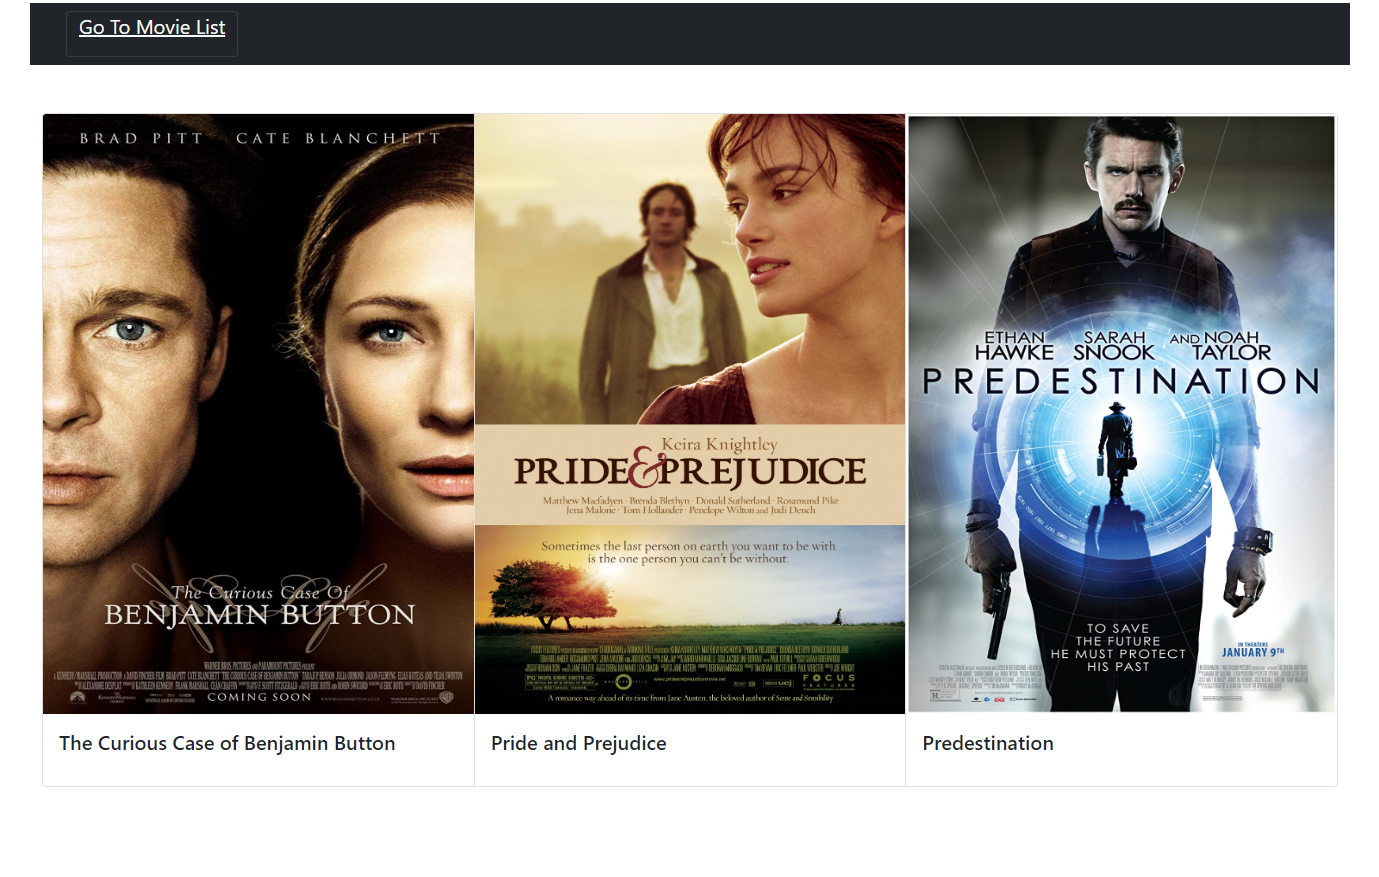 Go To Movie List
BRAD PITT CATE BLANCHETT
The Curious Case Of
BENJAMIN BUTTON
COMING SOON
Keira Knightley
PRIDE & PREJUDICE
Matthew Macfadyen · Brenda Blethyn · Donald Sutherland · Rosamund Pike
Jena Malone · Tom Hollander · Penelope Wilton and Judi Dench
Sometimes the last person on earth you want to be with
is the one person you can't be without.
www.prideandprejudicemovie.net
FOCUS
FEATURES
A romance way ahead of its time from Jane Austen, the beloved author of Sense and Sensibility
ETHAN HAWKE SARAH SNOOK AND NOAH TAYLOR
PREDESTINATION
TO SAVE
THE FUTURE
HE MUST PROTECT
HIS PAST
IN THEATERS
JANUARY 9TH
The Curious Case of Benjamin Button
Pride and Prejudice
Predestination